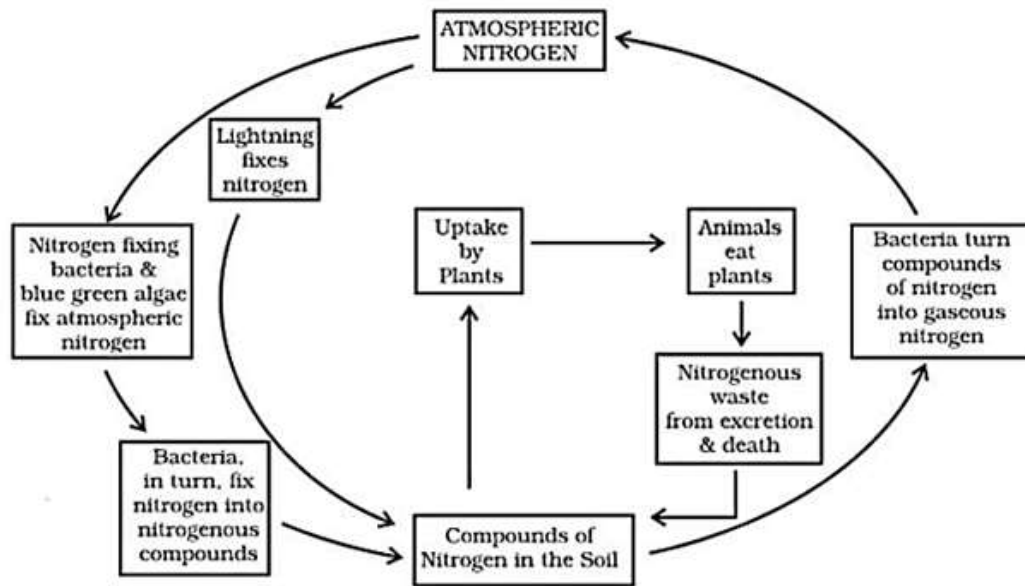 ATMOSPHERIC
NITROGEN
Lightning
fixes
nitrogen
Nitrogen fixing
bacteria &
blue green algae
fix atmospheric
nitrogen
Uptake
by
Plants
Animals
eat
plants
Bacteria turn
compounds
of nitrogen
into gaseous
nitrogen
Nitrogenous
waste
from excretion
& death
Bacteria,
in turn, fix
nitrogen into
nitrogenous
compounds
Compounds of
Nitrogen in the Soil